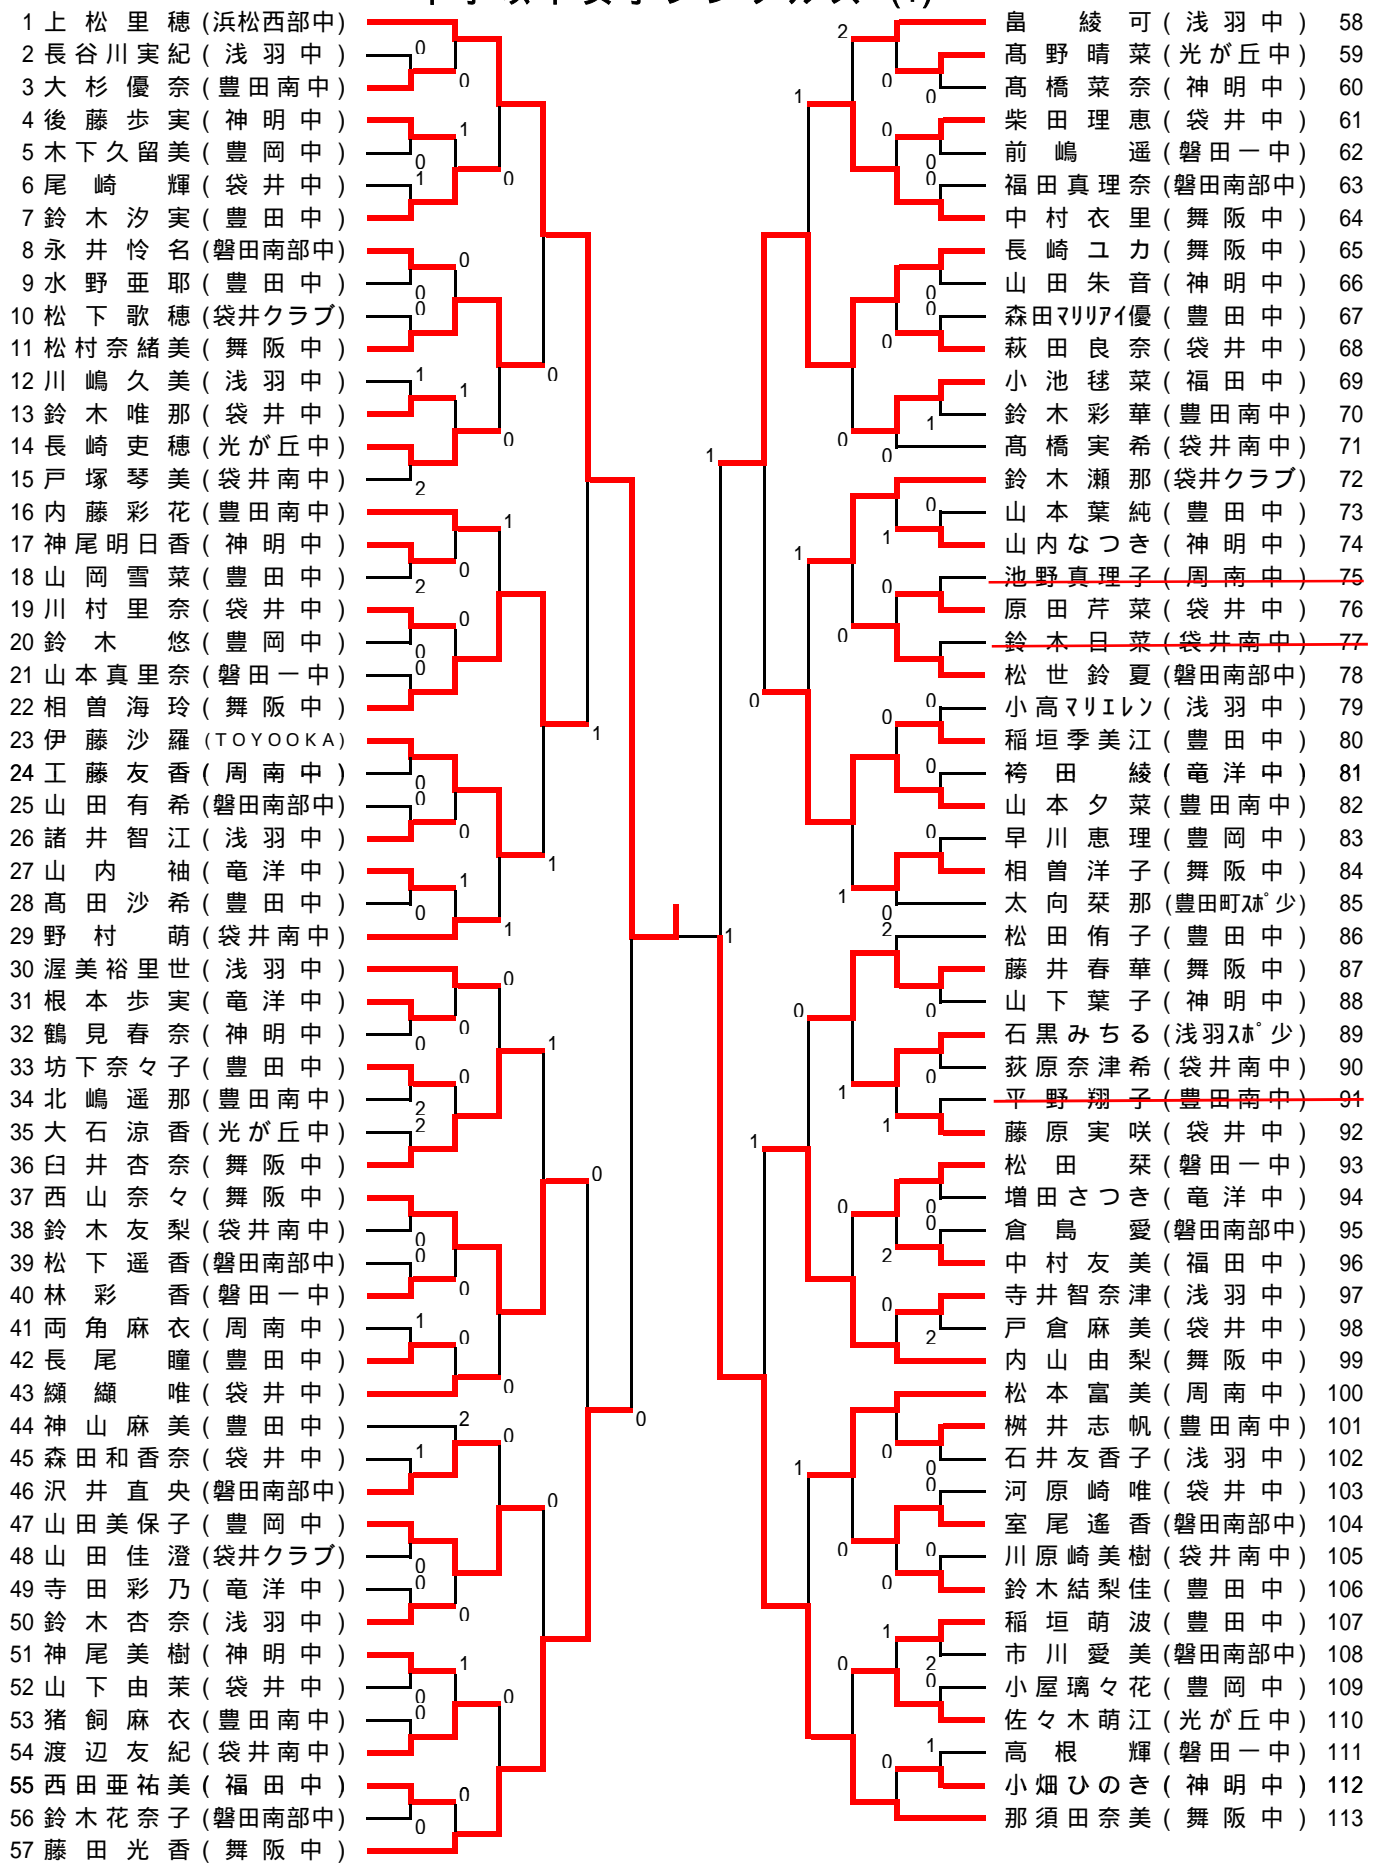 1 上松里穂 (浜松西部中)
2 長谷川実紀 (浅羽中)
3 大杉優奈 (豊田南中)
4 後藤歩実 (神明中)
5 木下久留美 (豊岡中)
6 尾崎輝 (袋井中)
7 鈴木汐実 (豊田中)
8 永井怜名 (磐田南部中)
9 水野亜耶 (豊田中)
10 松下歌穂 (袋井クラブ)
11 松村奈緒美 (舞阪中)
12 川嶋久美 (浅羽中)
13 鈴木唯那 (袋井中)
14 長崎吏穂 (光が丘中)
15 戸塚琴美 (袋井南中)
16 内藤彩花 (豊田南中)
17 神尾明日香 (神明中)
18 山岡雪菜 (豊田中)
19 川村里奈 (袋井中)
20 鈴木悠 (豊岡中)
21 山本真里奈 (磐田一中)
22 相曽海玲 (舞阪中)
23 伊藤沙羅 (TOYOOKA)
24 工藤友香 (周南中)
25 山田有希 (磐田南部中)
26 諸井智江 (浅羽中)
27 山内袖 (竜洋中)
28 髙田沙希 (豊田中)
29 野村萌 (袋井南中)
30 渥美裕里世 (浅羽中)
31 根本歩実 (竜洋中)
32 鶴見春奈 (神明中)
33 坊下奈々子 (豊田中)
34 北嶋遥那 (豊田南中)
35 大石涼香 (光が丘中)
36 臼井杏奈 (舞阪中)
37 西山奈々 (舞阪中)
38 鈴木友梨 (袋井南中)
39 松下遥香 (磐田南部中)
40 林彩香 (磐田一中)
41 両角麻衣 (周南中)
42 長尾瞳 (豊田中)
43 纐纈唯 (袋井中)
44 神山麻美 (豊田中)
45 森田和香奈 (袋井中)
46 沢井直央 (磐田南部中)
47 山田美保子 (豊岡中)
48 山田佳澄 (袋井クラブ)
49 寺田彩乃 (竜洋中)
50 鈴木杏奈 (浅羽中)
51 神尾美樹 (神明中)
52 山下由茉 (袋井中)
53 猪飼麻衣 (豊田南中)
54 渡辺友紀 (袋井南中)
55 西田亜祐美 (福田中)
56 鈴木花奈子 (磐田南部中)
57 藤田光香 (舞阪中)
畠綾可 (浅羽中) 58
髙野晴菜 (光が丘中) 59
髙橋菜奈 (神明中) 60
柴田理恵 (袋井中) 61
前嶋遥 (磐田一中) 62
福田真理奈 (磐田南部中) 63
中村衣里 (舞阪中) 64
長崎ユカ (舞阪中) 65
山田朱音 (神明中) 66
森田マリリアイ優 (豊田中) 67
萩田良奈 (袋井中) 68
小池毬菜 (福田中) 69
鈴木彩華 (豊田南中) 70
髙橋実希 (袋井南中) 71
鈴木瀬那 (袋井クラブ) 72
山本葉純 (豊田中) 73
山内なつき (神明中) 74
池野真理子 (周南中) 75
原田芹菜 (袋井中) 76
鈴木日菜 (袋井南中) 77
松世鈴夏 (磐田南部中) 78
小高マリエレン (浅羽中) 79
稲垣季美江 (豊田中) 80
袴田綾 (竜洋中) 81
山本夕菜 (豊田南中) 82
早川恵理 (豊岡中) 83
相曽洋子 (舞阪中) 84
太向栞那 (豊田町スポ少) 85
松田侑子 (豊田中) 86
藤井春華 (舞阪中) 87
山下葉子 (神明中) 88
石黒みちる (浅羽スポ少) 89
荻原奈津希 (袋井南中) 90
平野翔子 (豊田南中) 91
藤原実咲 (袋井中) 92
松田栞 (磐田一中) 93
増田さつき (竜洋中) 94
倉島愛 (磐田南部中) 95
中村友美 (福田中) 96
寺井智奈津 (浅羽中) 97
戸倉麻美 (袋井中) 98
内山由梨 (舞阪中) 99
松本富美 (周南中) 100
桝井志帆 (豊田南中) 101
石井友香子 (浅羽中) 102
河原崎唯 (袋井中) 103
室尾遙香 (磐田南部中) 104
川原崎美樹 (袋井南中) 105
鈴木結梨佳 (豊田中) 106
稲垣萌波 (豊田中) 107
市川愛美 (磐田南部中) 108
小屋璃々花 (豊岡中) 109
佐々木萌江 (光が丘中) 110
高根輝 (磐田一中) 111
小畑ひのき (神明中) 112
那須田奈美 (舞阪中) 113